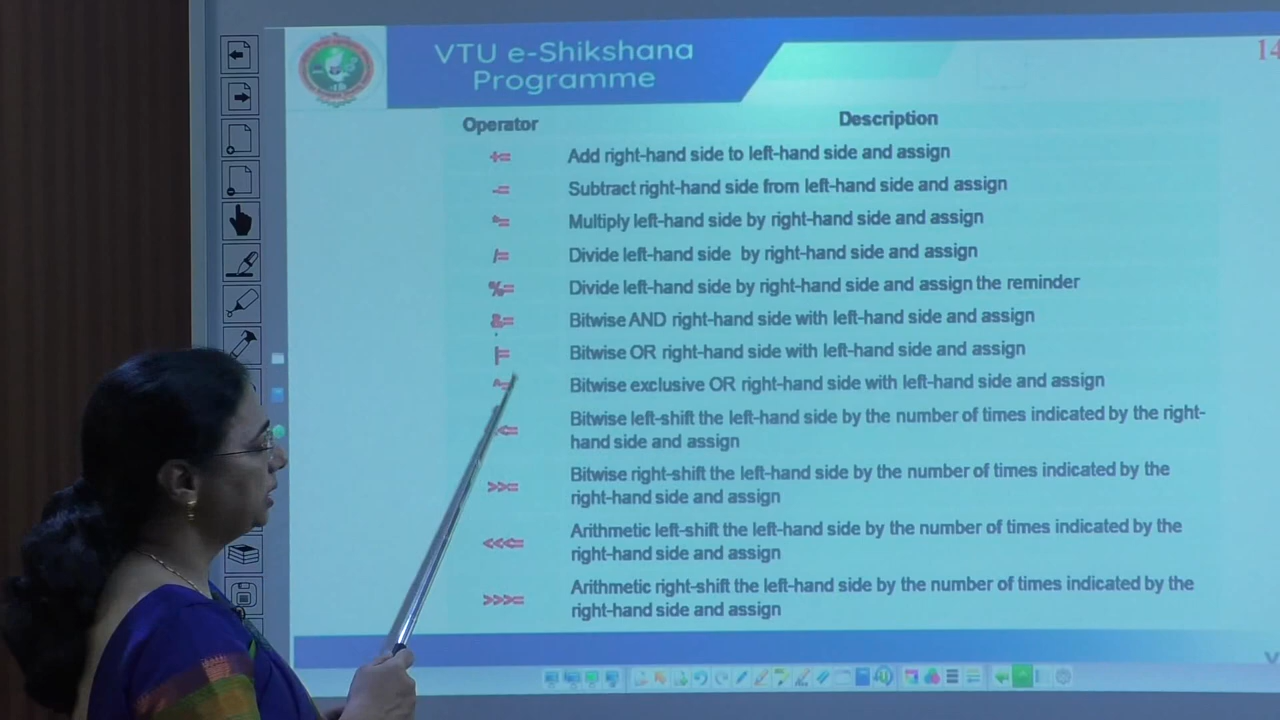 VTU e-Shikshana
Programme
14
Operator Description
+= Add right-hand side to left-hand side and assign
-= Subtract right-hand side from left-hand side and assign
*= Multiply left-hand side by right-hand side and assign
/= Divide left-hand side by right-hand side and assign
%= Divide left-hand side by right-hand side and assign the reminder
&= Bitwise AND right-hand side with left-hand side and assign
|= Bitwise OR right-hand side with left-hand side and assign
^= Bitwise exclusive OR right-hand side with left-hand side and assign
Bitwise left-shift the left-hand side by the number of times indicated by the right-
hand side and assign
>>= Bitwise right-shift the left-hand side by the number of times indicated by the
right-hand side and assign
<<<= Arithmetic left-shift the left-hand side by the number of times indicated by the
right-hand side and assign
>>>= Arithmetic right-shift the left-hand side by the number of times indicated by the
right-hand side and assign
V